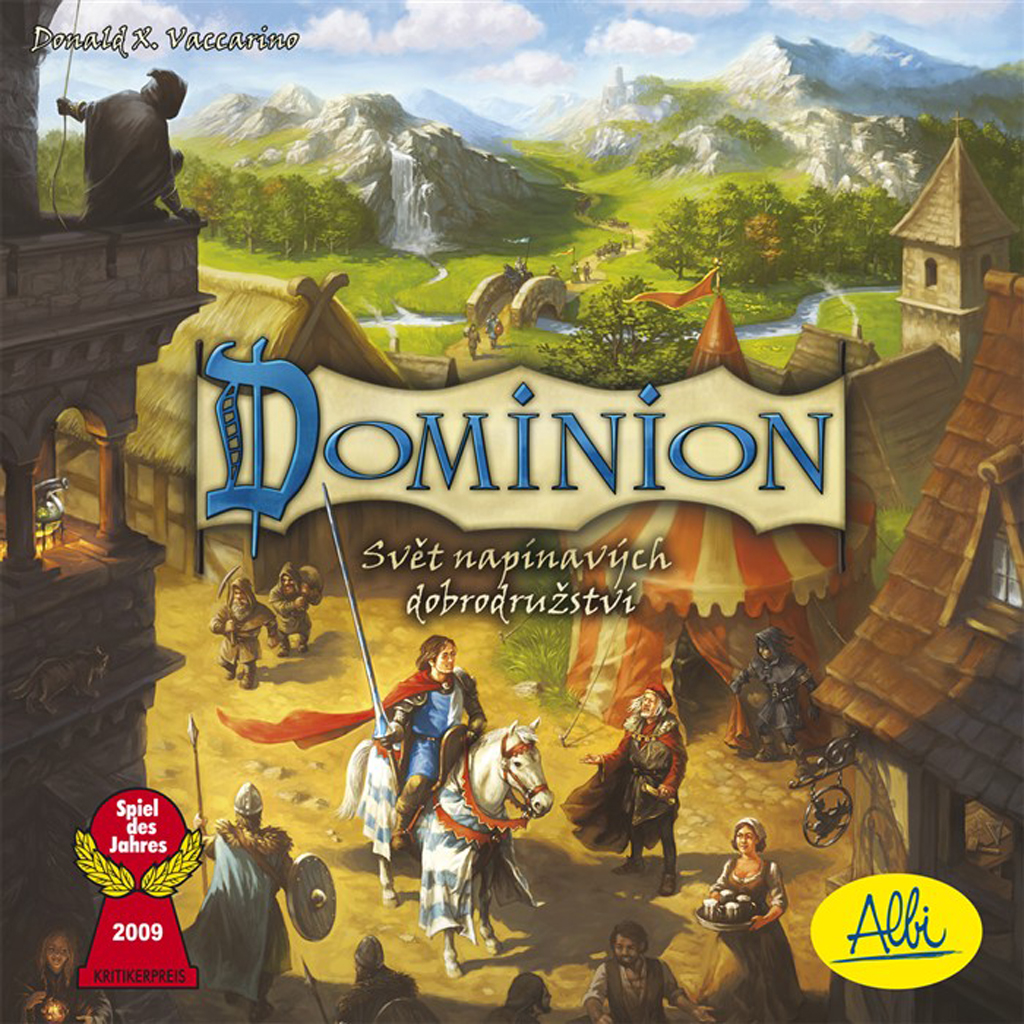 Donald X. Vaccarino
DOMINION
Svět napínavých
dobrodružství
Spiel
des
Jahres
2009
KRITIKERPREIS
Albi